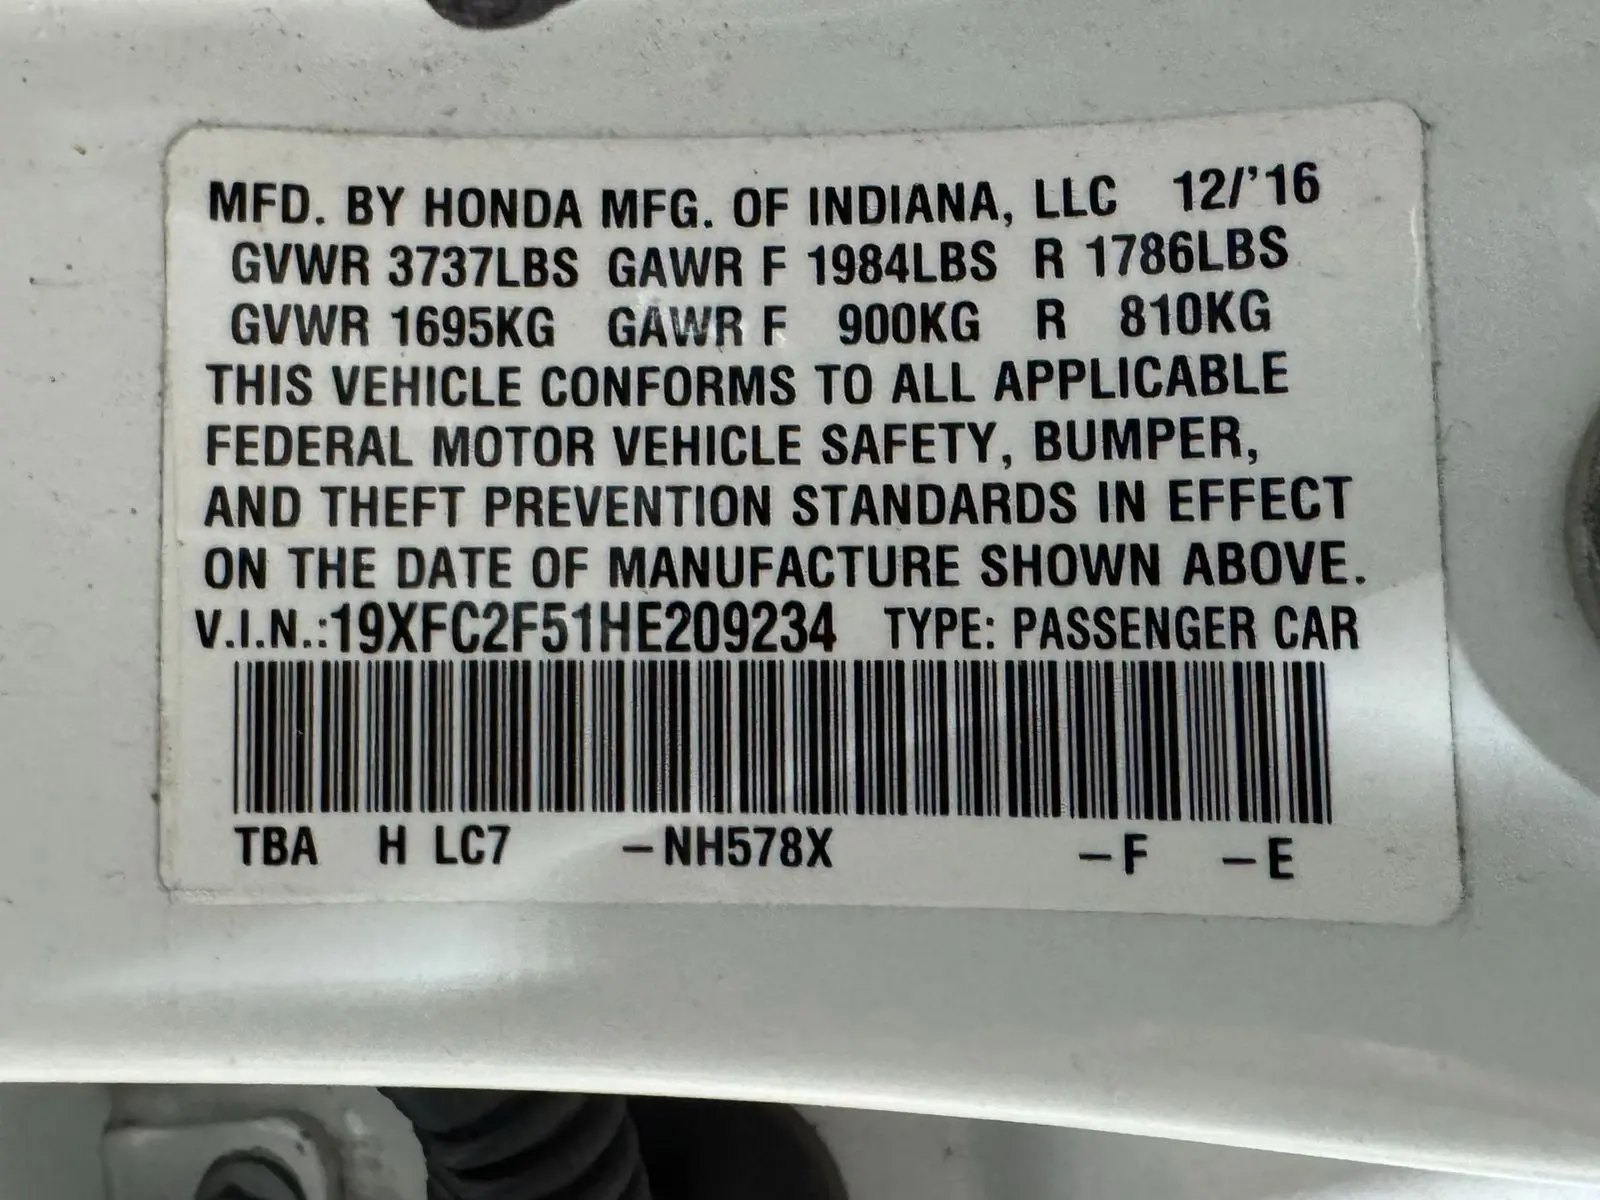 MFD. BY HONDA MFG. OF INDIANA, LLC 12/'16
GVWR 3737LBS GAWR F 1984LBS R 1786LBS
GVWR 1695KG GAWR F 900KG R 810KG
THIS VEHICLE CONFORMS TO ALL APPLICABLE
FEDERAL MOTOR VEHICLE SAFETY, BUMPER,
AND THEFT PREVENTION STANDARDS IN EFFECT
ON THE DATE OF MANUFACTURE SHOWN ABOVE.
V.I.N.:19XFC2F51HE209234 TYPE: PASSENGER CAR
TBA H LC7 –NH578X –F –E